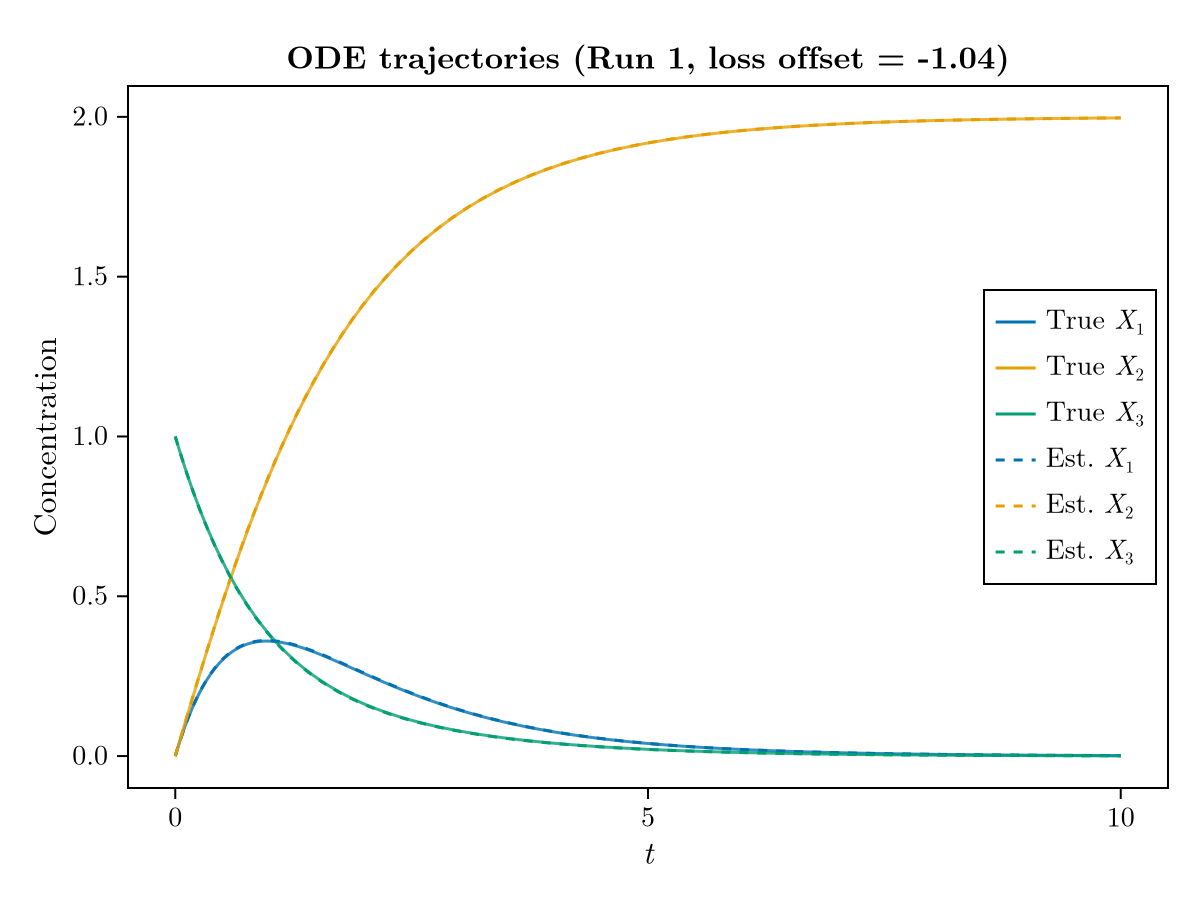 ODE trajectories (Run 1, loss offset = -1.04)
2.0
1.5
1.0
0.5
0.0
Concentration
0
5
10
t
True X₁
True X₂
True X₃
Est. X₁
Est. X₂
Est. X₃